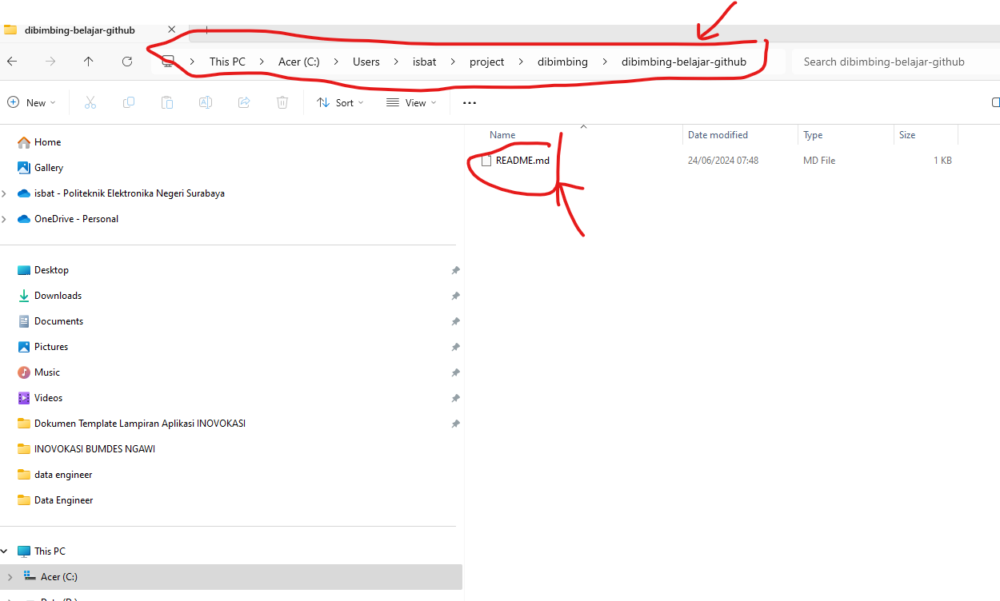 dibimbing-belajar-github
This PC Acer (C:) Users isbat project dibimbing dibimbing-belajar-github Search dibimbing-belajar-github
New Sort View
Name Date modified Type Size
README.md 24/06/2024 07:48 MD File 1 KB
Home
Gallery
isbat - Politeknik Elektronika Negeri Surabaya
OneDrive - Personal
Desktop
Downloads
Documents
Pictures
Music
Videos
Dokumen Template Lampiran Aplikasi INOVOKASI
INOVOKASI BUMDES NGAWI
data engineer
Data Engineer
This PC
Acer (C:)